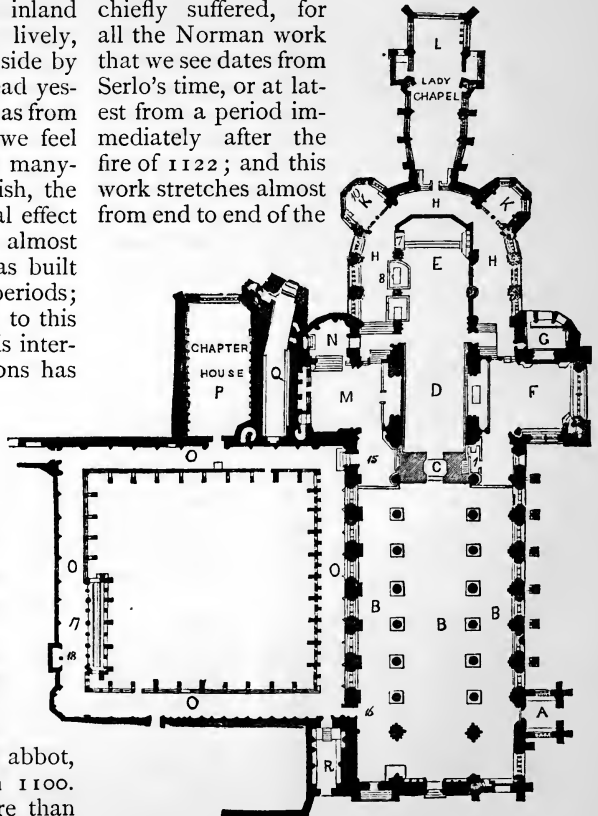 inland
lively,
side by
ad yes-
as from
we feel
many-
ish, the
al effect
almost
as built
periods;
to this
s inter-
ons has
chiefly suffered, for
all the Norman work
that we see dates from
Serlo's time, or at lat-
est from a period im-
mediately after the
fire of 1122; and this
work stretches almost
from end to end of the
abbot,
1100.
re than
L
LADY
CHAPEL
K
K
H
H
E
H
7
8
N
G
CHAPTER
HOUSE
P
Q
M
D
F
O
15
C
O
O
B
B
B
17
18
16
A
O
R